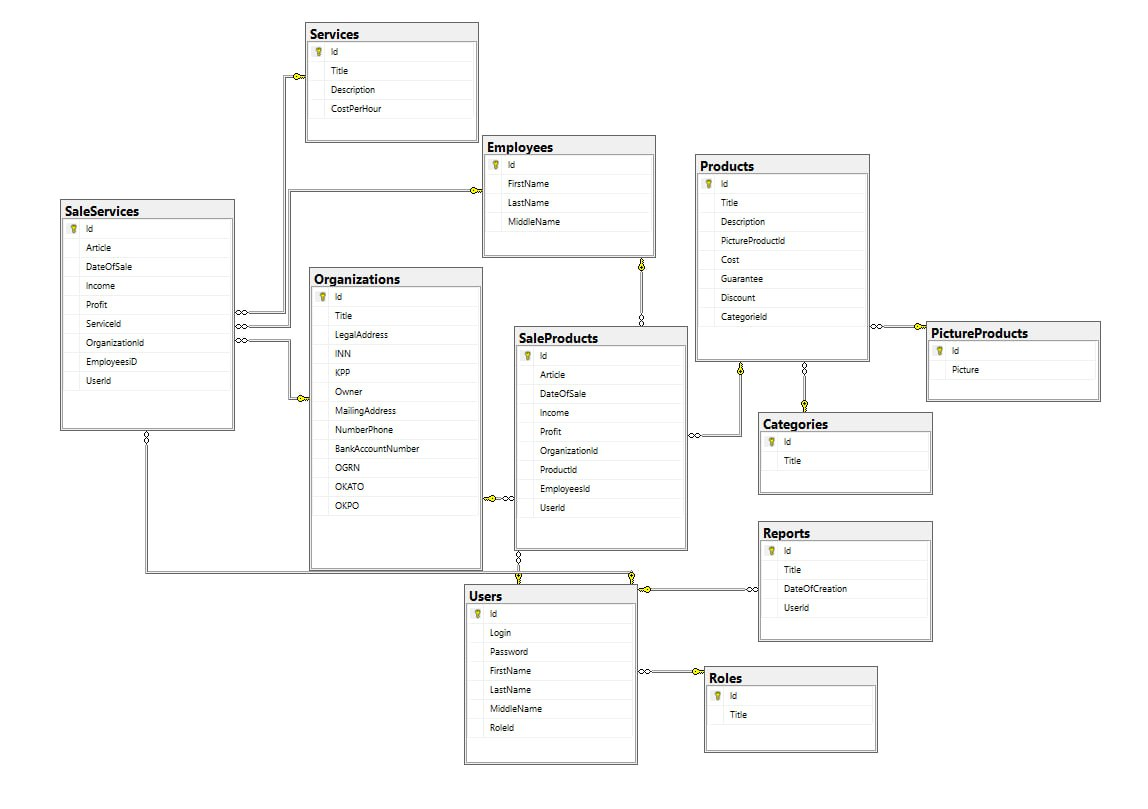 Services
Id
Title
Description
CostPerHour
Employees
Id
FirstName
LastName
MiddleName
Products
Id
Title
Description
PictureProductId
Cost
Guarantee
Discount
CategorieId
SaleServices
Id
Article
DateOfSale
Income
Profit
ServiceId
OrganizationId
EmployeesID
UserId
Organizations
Id
Title
LegalAddress
INN
KPP
Owner
MailingAddress
NumberPhone
BankAccountNumber
OGRN
OKATO
OKPO
SaleProducts
Id
Article
DateOfSale
Income
Profit
OrganizationId
ProductId
EmployeesId
UserId
PictureProducts
Id
Picture
Categories
Id
Title
Reports
Id
Title
DateOfCreation
UserId
Users
Id
Login
Password
FirstName
LastName
MiddleName
RoleId
Roles
Id
Title